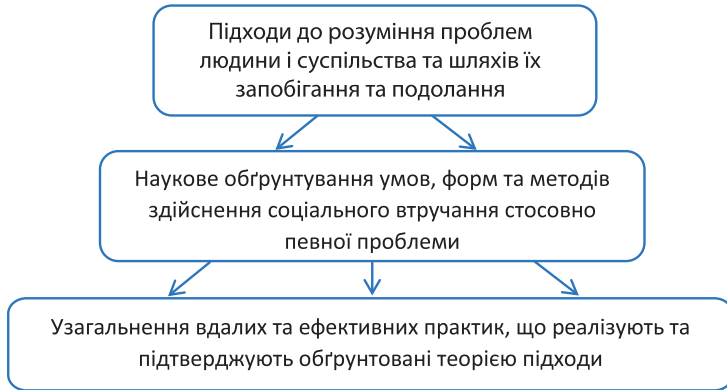 Підходи до розуміння проблем
людини і суспільства та шляхів їх
запобігання та подолання
Наукове обґрунтування умов, форм та методів
здійснення соціального втручання стосовно
певної проблеми
Узагальнення вдалих та ефективних практик, що реалізують та
підтверджують обґрунтовані теорією підходи